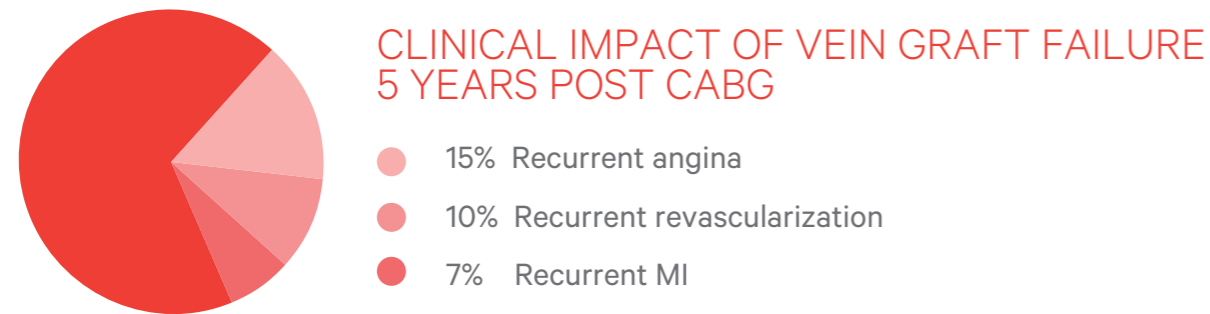 CLINICAL IMPACT OF VEIN GRAFT FAILURE
5 YEARS POST CABG
15% Recurrent angina
10% Recurrent revascularization
7% Recurrent MI